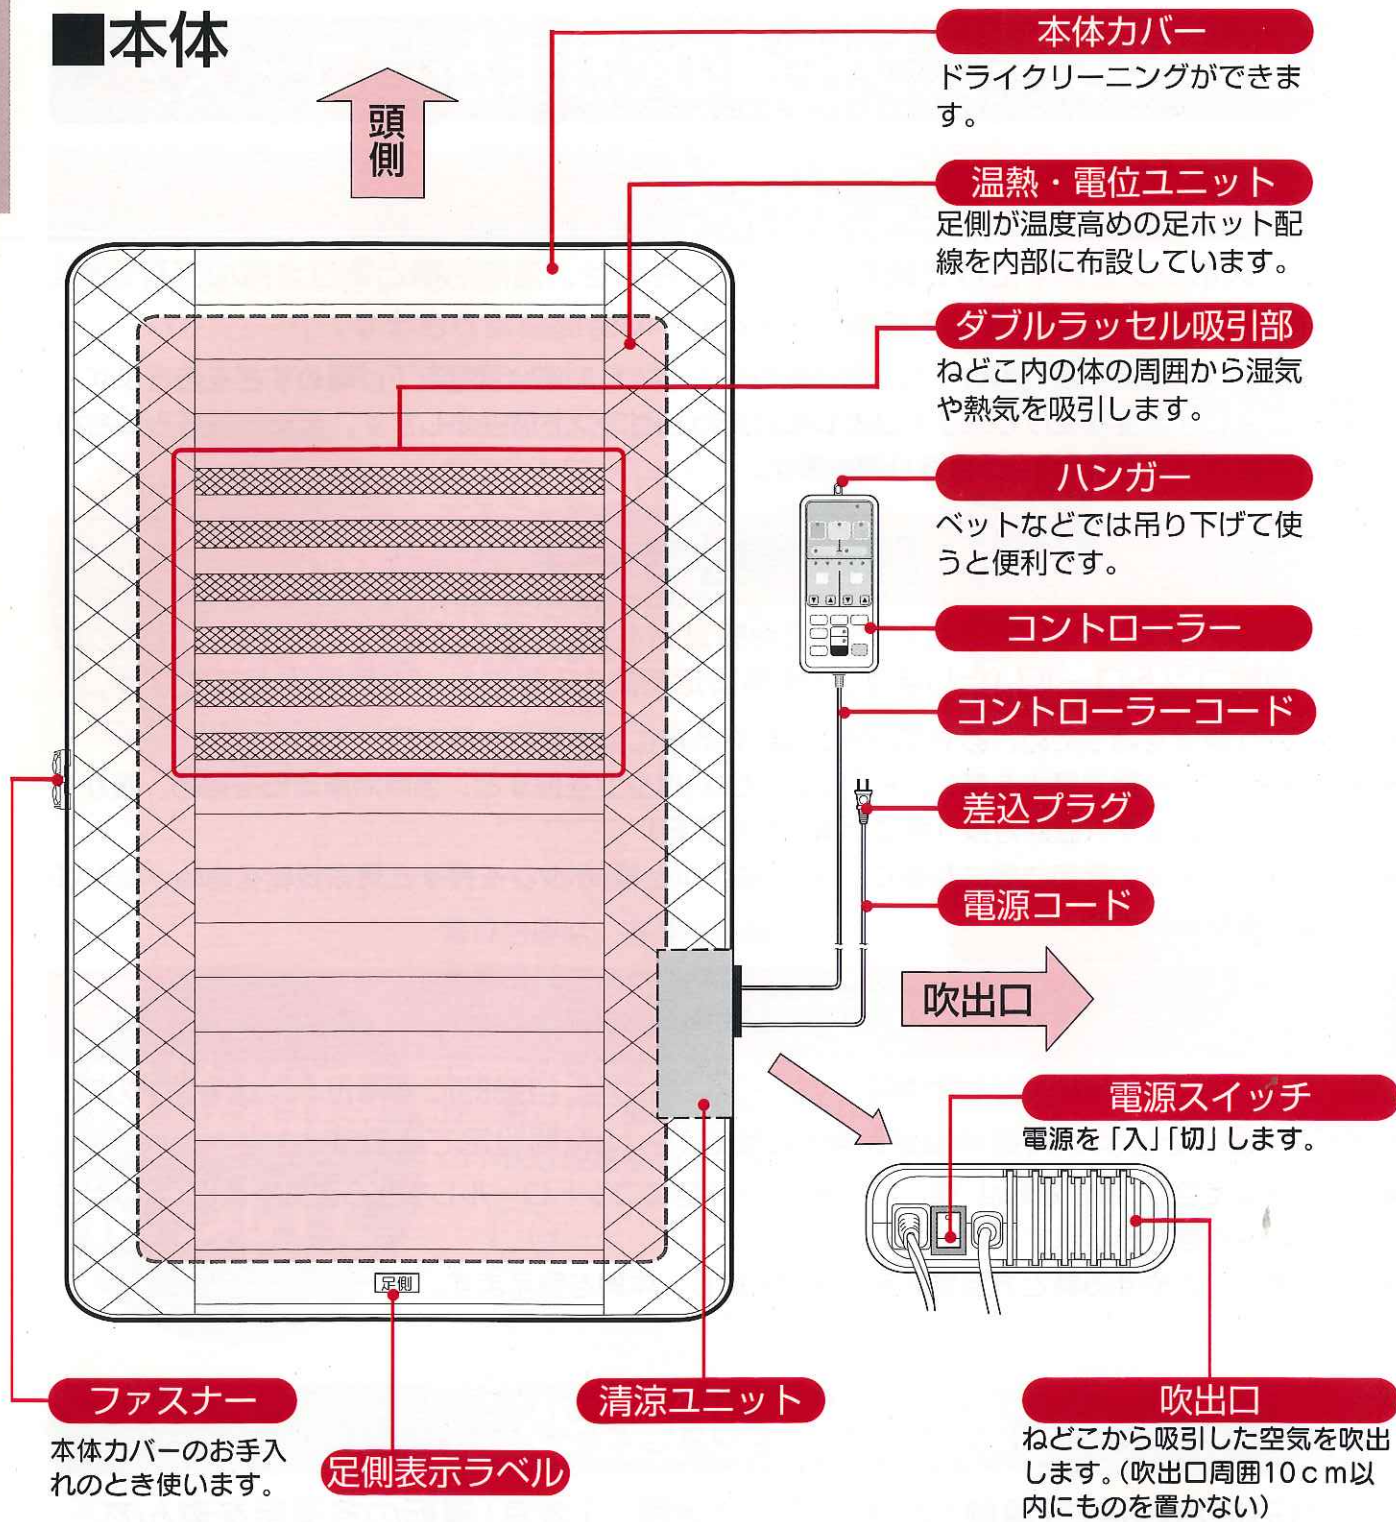 ■本体
頭側
本体カバー
ドライクリーニングができま
す。
温熱・電位ユニット
足側が温度高めの足ホット配
線を内部に布設しています。
ダブルラッセル吸引部
ねどこ内の体の周囲から湿気
や熱気を吸引します。
ハンガー
ベットなどでは吊り下げて使
うと便利です。
コントローラー
コントローラーコード
差込プラグ
電源コード
吹出口
電源スイッチ
電源を「入」「切」します。
足側
ファスナー
本体カバーのお手入
れのとき使います。
足側表示ラベル
清涼ユニット
吹出口
ねどこから吸引した空気を吹出
します。(吹出口周囲10cm以
内にものを置かない)